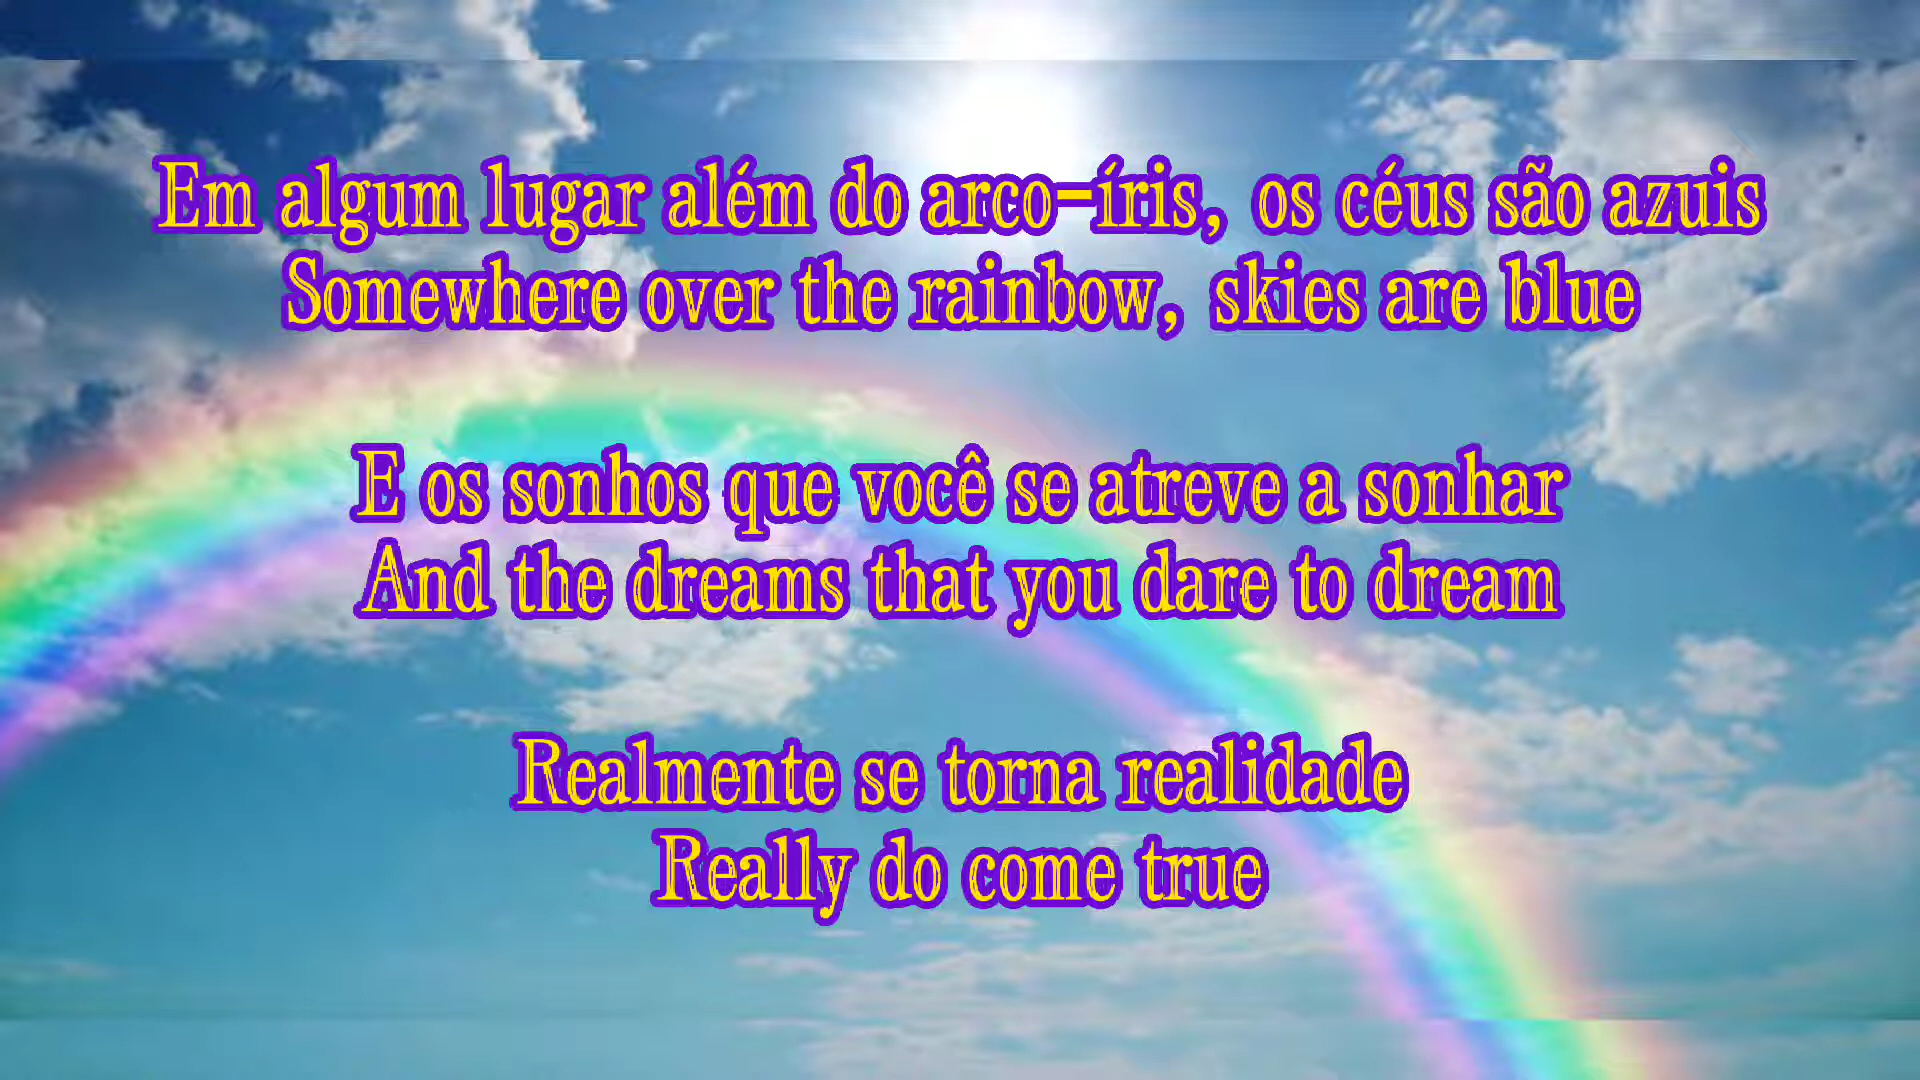 Em algum lugar além do arco-íris, os céus são azuis
Somewhere over the rainbow, skies are blue
E os sonhos que você se atreve a sonhar
And the dreams that you dare to dream
Realmente se torna realidade
Really do come true